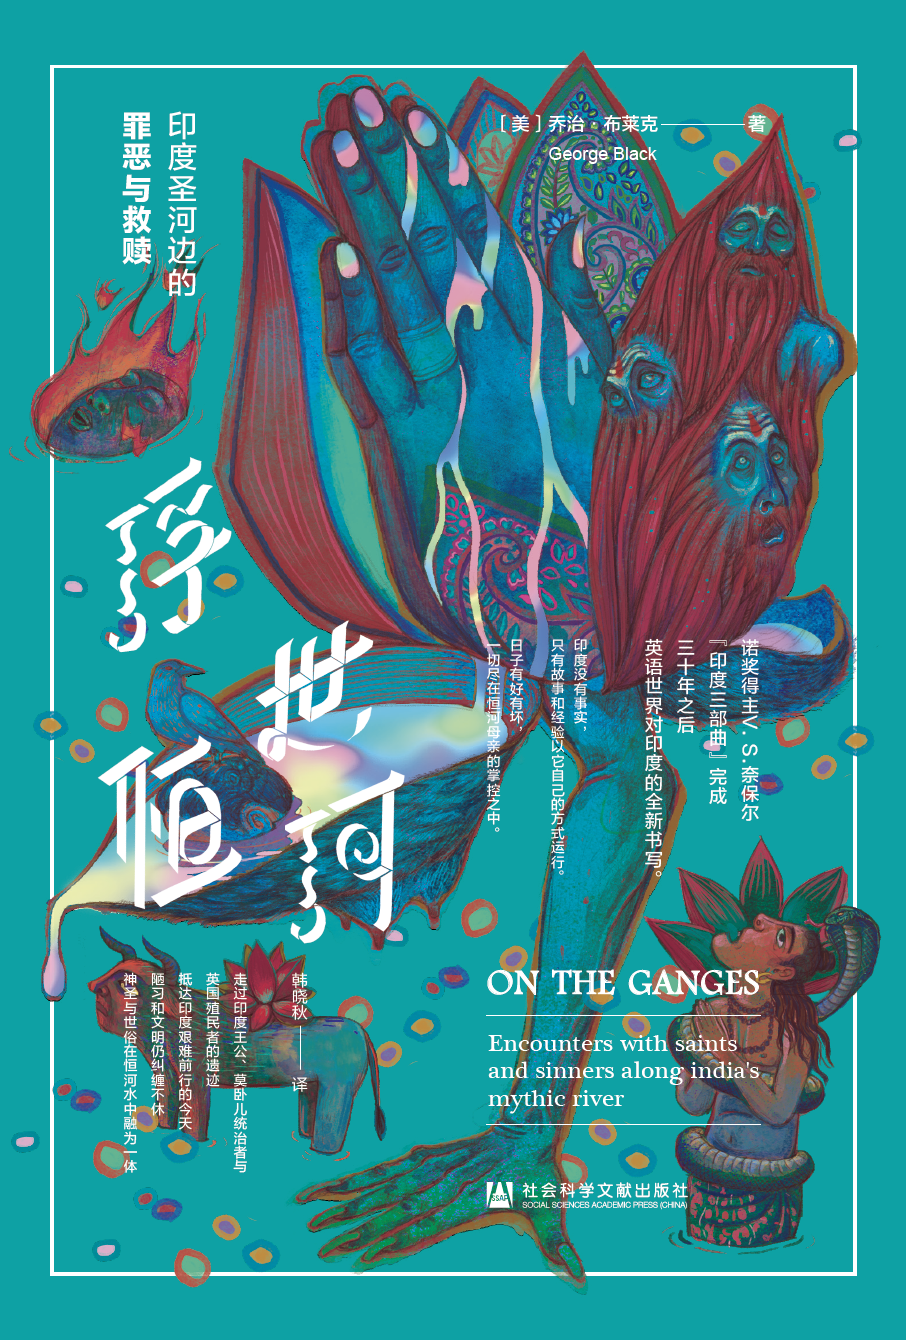 [美]乔治·布莱克——著
George Black
印度圣河边的
罪恶与救赎
浮世恒河
诺奖得主V. S.奈保尔
『印度三部曲』完成
三十年之后
英语世界对印度的全新书写。
印度没有事实，
只有故事和经验以它自己的方式运行。
日子有好有坏，
一切尽在恒河母亲的掌控之中。
韩晓秋——译
走过印度王公、莫卧儿统治者与
英国殖民者的遗迹
抵达印度艰难前行的今天
陋习和文明仍纠缠不休
神圣与世俗在恒河水中融为一体
ON THE GANGES
Encounters with saints
and sinners along india's
mythic river
SSAP
社会科学文献出版社
SOCIAL SCIENCES ACADEMIC PRESS (CHINA)